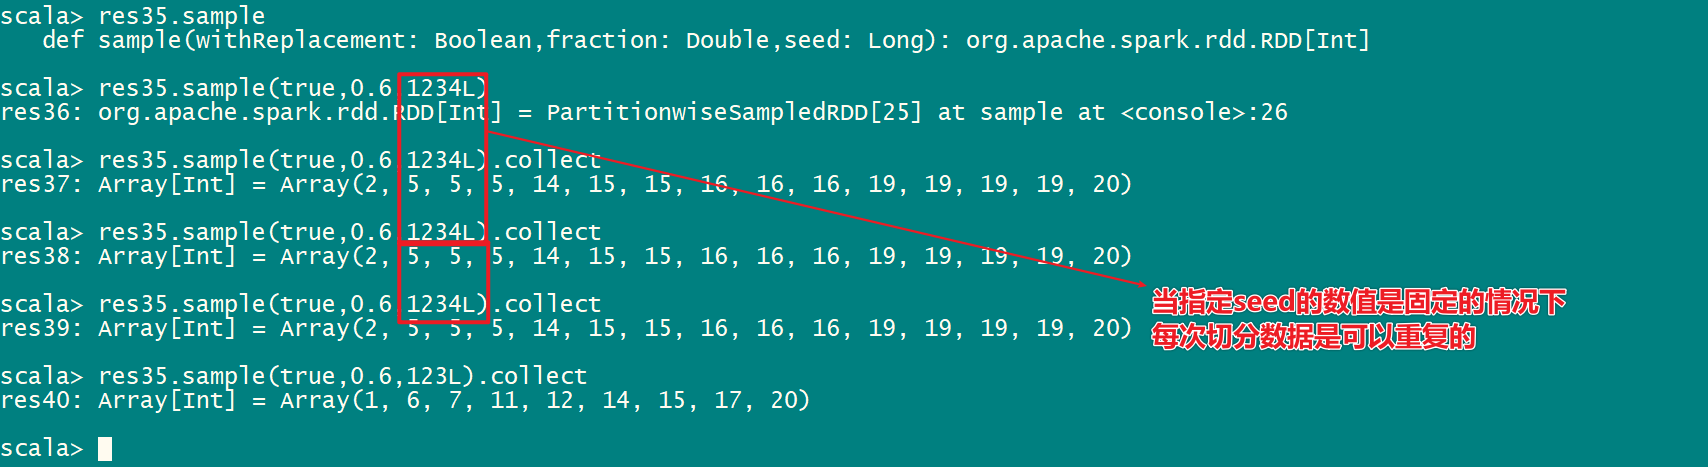 scala> res35.sample
def sample(withReplacement: Boolean,fraction: Double,seed: Long): org.apache.spark.rdd.RDD[Int]
scala> res35.sample(true,0.6,1234L)
res36: org.apache.spark.rdd.RDD[Int] = PartitionwiseSampledRDD[25] at sample at <console>:26
scala> res35.sample(true,0.6,1234L).collect
res37: Array[Int] = Array(2, 5, 5, 5, 14, 15, 15, 16, 16, 16, 19, 19, 19, 19, 20)
scala> res35.sample(true,0.6,1234L).collect
res38: Array[Int] = Array(2, 5, 5, 5, 14, 15, 15, 16, 16, 16, 19, 19, 19, 19, 20)
scala> res35.sample(true,0.6,1234L).collect
res39: Array[Int] = Array(2, 5, 5, 5, 14, 15, 15, 16, 16, 16, 19, 19, 19, 19, 20)
scala> res35.sample(true,0.6,123L).collect
res40: Array[Int] = Array(1, 6, 7, 11, 12, 14, 15, 17, 20)
scala>
当指定seed的数值是固定的情况下
每次切分数据是可以重复的